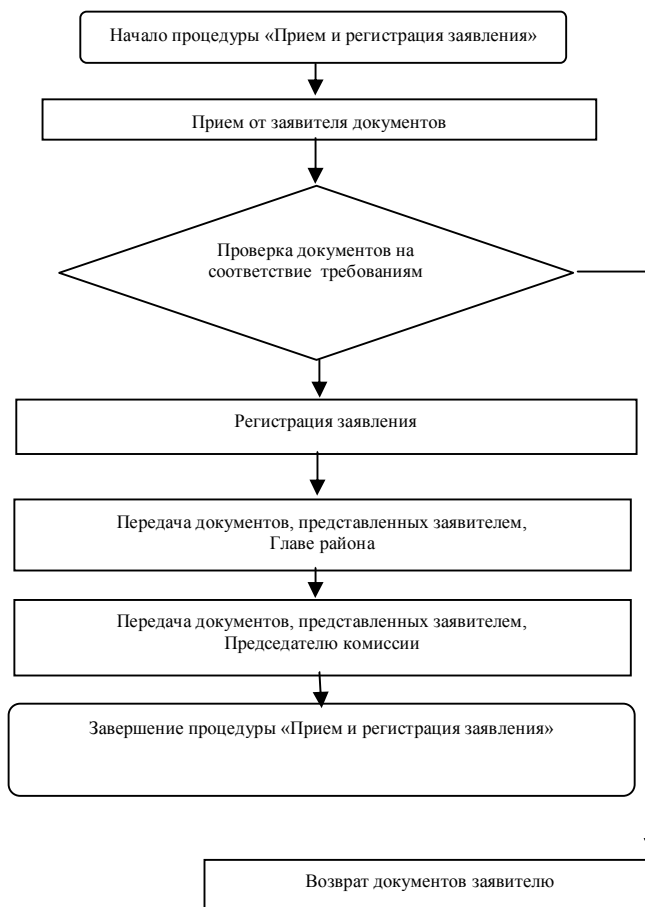 Начало процедуры «Прием и регистрация заявления»
Прием от заявителя документов
Проверка документов на
соответствие требованиям
Регистрация заявления
Передача документов, представленных заявителем,
Главе района
Передача документов, представленных заявителем,
Председателю комиссии
Завершение процедуры «Прием и регистрация заявления»
Возврат документов заявителю